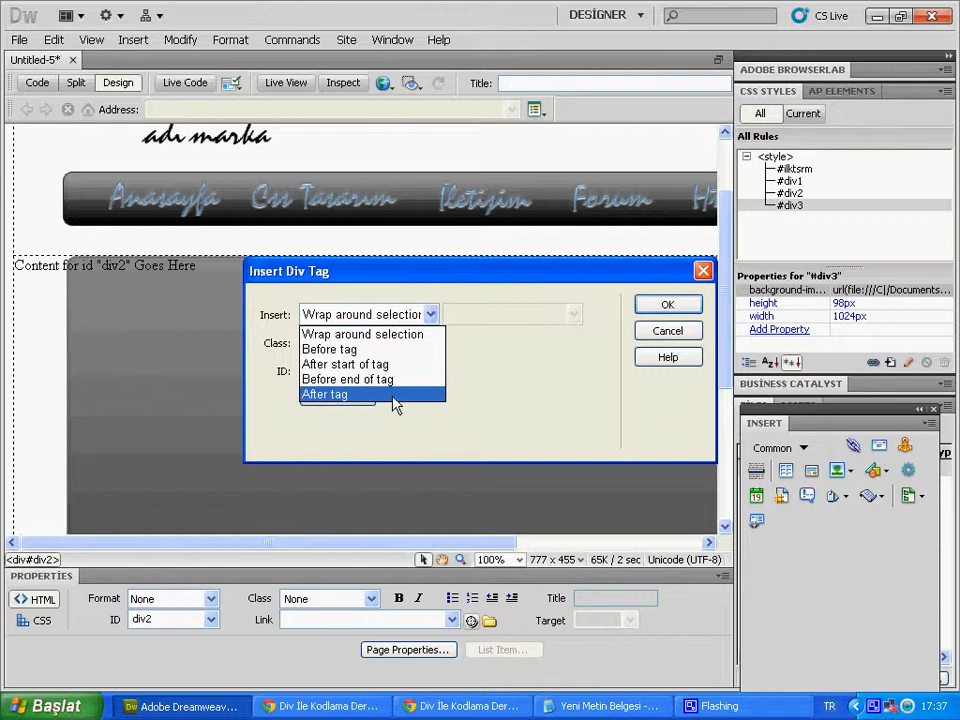 Dw
DESİGNER
CS Live
File Edit View Insert Modify Format Commands Site Window Help
Untitled-5*
Code Split Design Live Code Live View Inspect Title:
Address:
adı marka
Anasayfa Css Tasarım İletişim Forum
Content for id "div2" Goes Here
Insert Div Tag
Insert: Wrap around selection
Class:
ID:
Wrap around selection
Before tag
After start of tag
Before end of tag
After tag
OK
Cancel
Help
<div#div2>
100% 777 x 455 65K / 2 sec Unicode (UTF-8)
PROPERTİES
HTML
CSS
Format None
Class None
B I
Title
ID div2
Link
Target
Page Properties...
List Item...
ADOBE BROWSERLAB
CSS STYLES AP ELEMENTS
All Current
All Rules
<style>
#ilktsrm
#div1
#div2
#div3
Properties for "#div3"
background-im... url(file:///C|/Documents...
height 98px
width 1024px
Add Property
BUSİNESS CATALYST
INSERT
Common
Başlat
Adobe Dreamweav...
Div İle Kodlama Der...
Div İle Kodlama Der...
Yeni Metin Belgesi -...
Flashing
TR
17:37